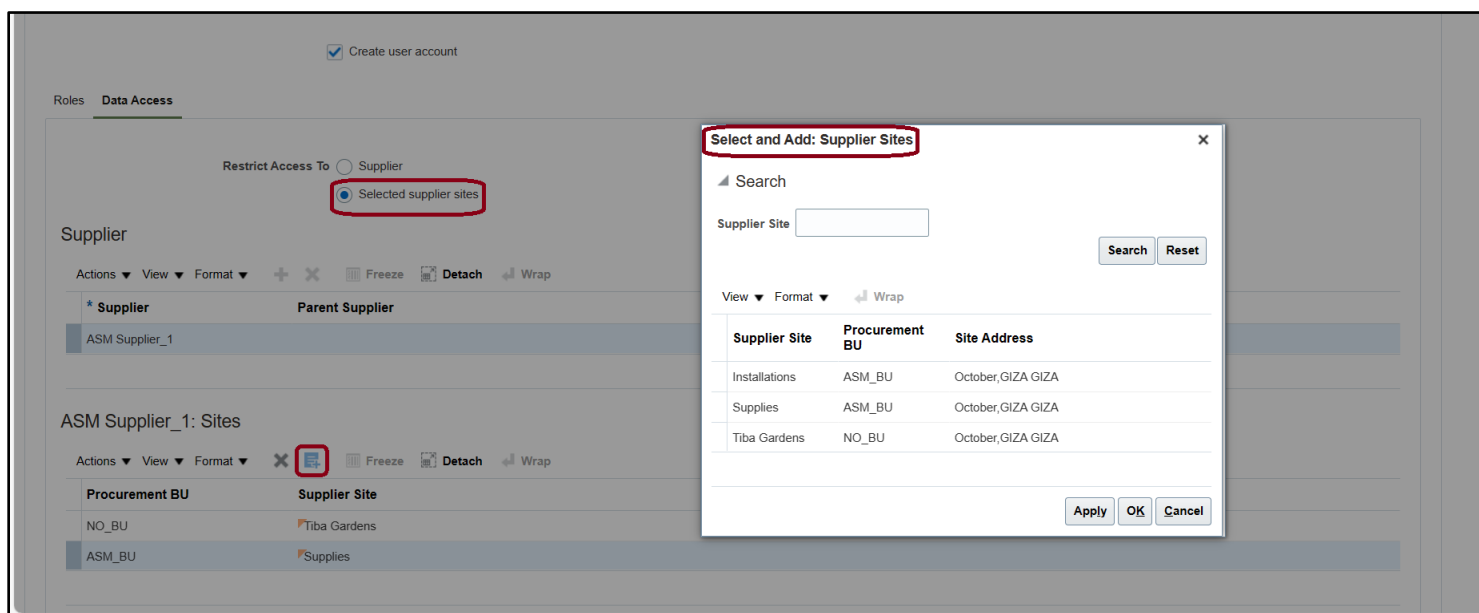 Create user account
Roles Data Access
Restrict Access To Supplier
Selected supplier sites
Supplier
Actions View Format Freeze Detach Wrap
* Supplier Parent Supplier
ASM Supplier_1
ASM Supplier_1: Sites
Actions View Format Freeze Detach Wrap
Procurement BU Supplier Site
NO_BU Tiba Gardens
ASM_BU Supplies
Select and Add: Supplier Sites
Search
Supplier Site
Search Reset
View Format Wrap
Supplier Site Procurement BU Site Address
Installations ASM_BU October,GIZA GIZA
Supplies ASM_BU October,GIZA GIZA
Tiba Gardens NO_BU October,GIZA GIZA
Apply OK Cancel